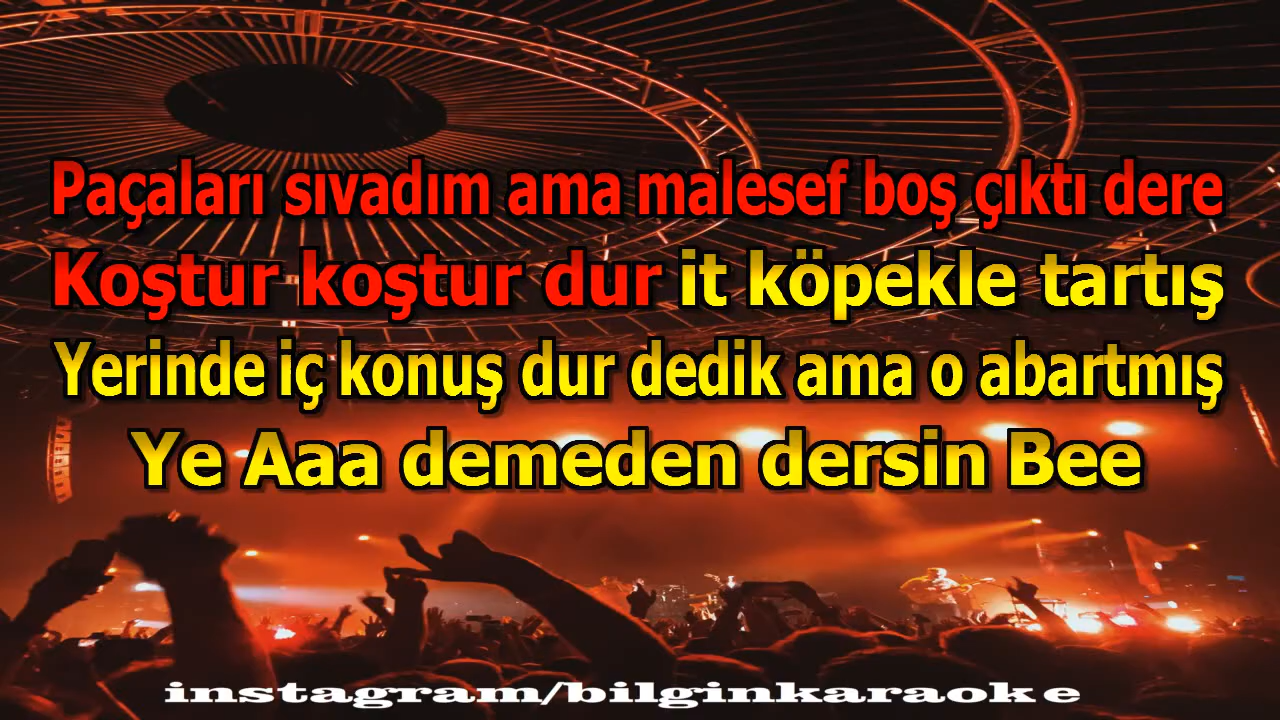 Paçaları sıvadım ama malesef boş çıktı dere
Koştur koştur dur it köpekle tartış
Yerinde iç konuş dur dedik ama o abartmış
Ye Aaa demeden dersin Bee
instagram/bilginkaraoke